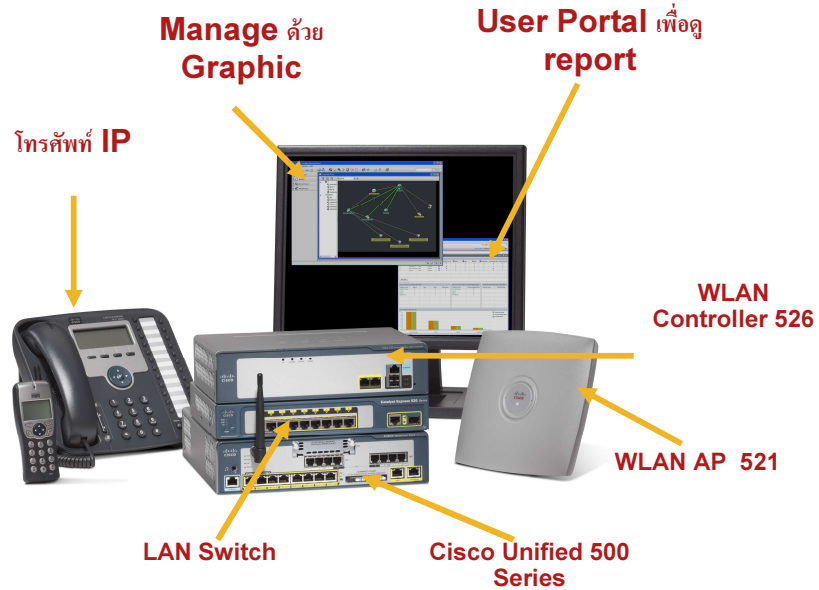 Manage ด้วย
Graphic
User Portal เพื่อดู
report
โทรศัพท์ IP
WLAN
Controller 526
WLAN AP 521
LAN Switch
Cisco Unified 500
Series